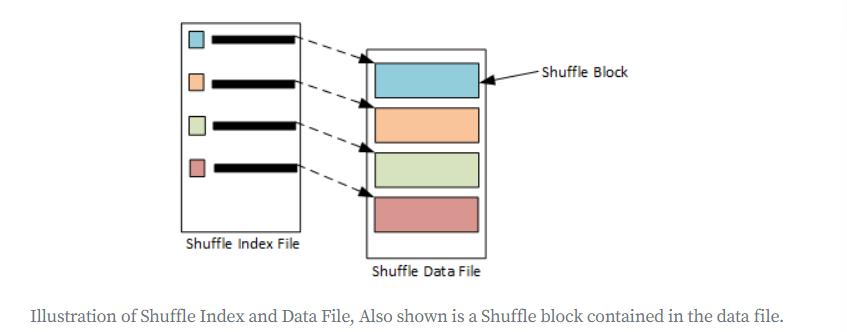 Shuffle Block
Shuffle Index File
Shuffle Data File
Illustration of Shuffle Index and Data File, Also shown is a Shuffle block contained in the data file.